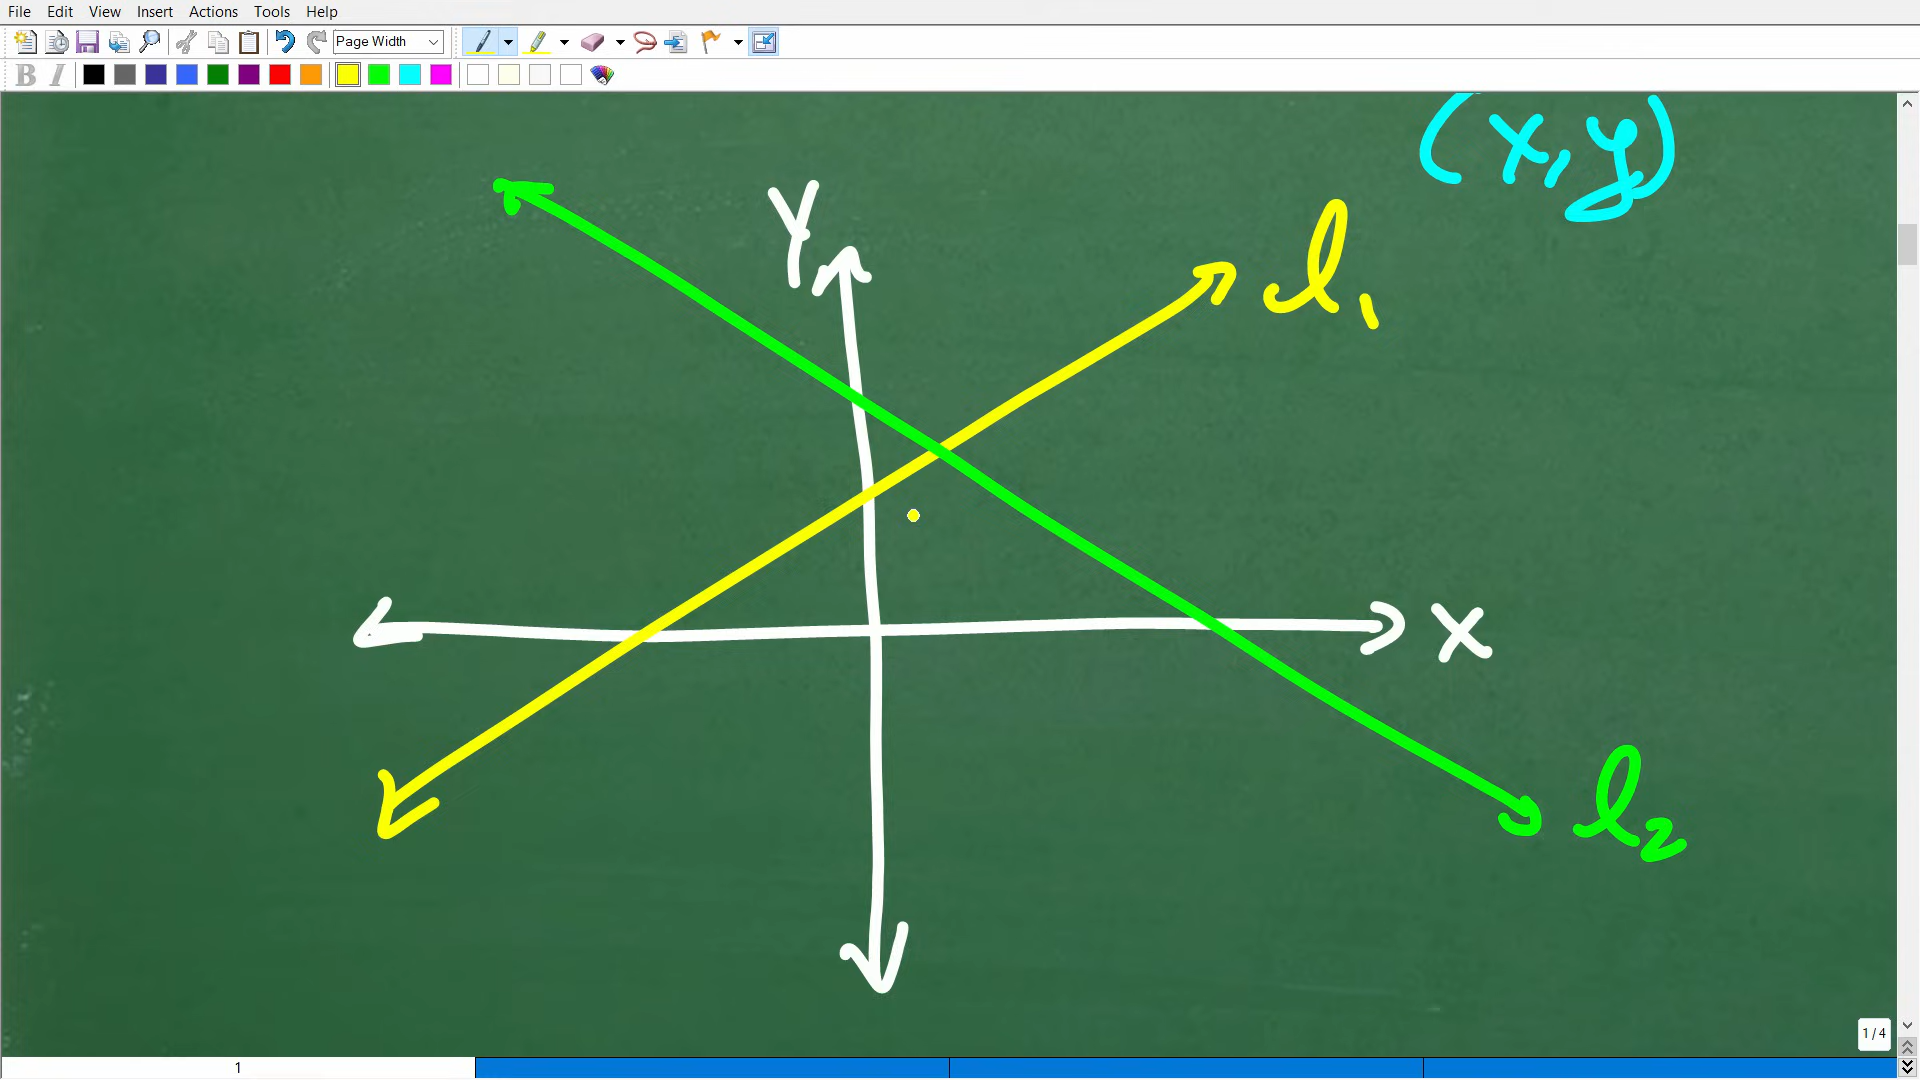 File Edit View Insert Actions Tools Help
Page Width
B I
(x,y)
Y
l₁
X
l₂
1/4
1